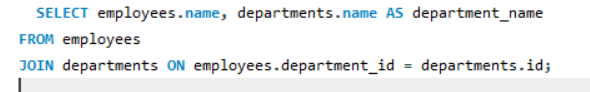 SELECT employees.name, departments.name AS department_name
FROM employees
JOIN departments ON employees.department_id = departments.id;